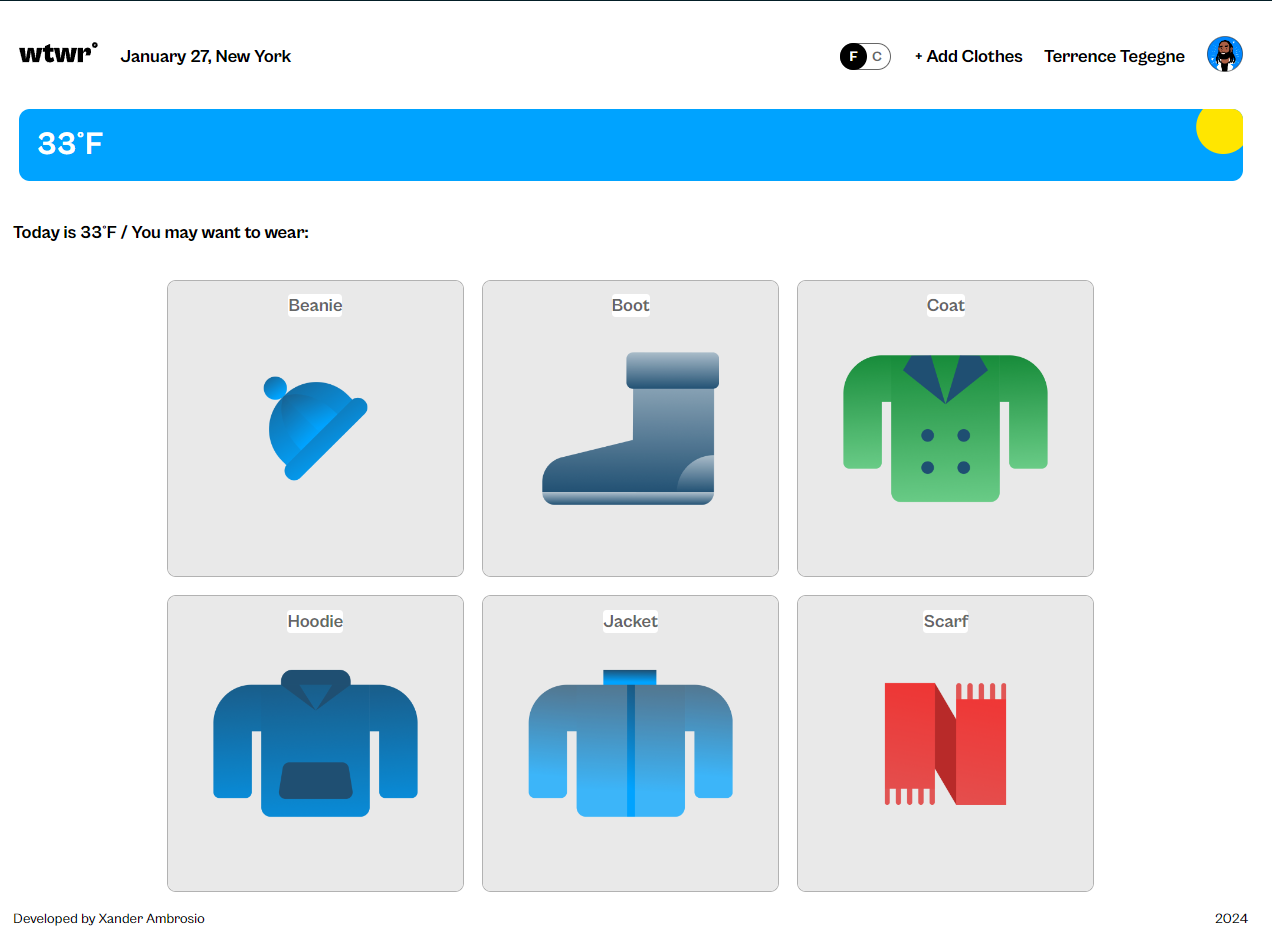 wtwr°
January 27, New York
F C
+ Add Clothes
Terrence Tegegne
33°F
Today is 33°F / You may want to wear:
Beanie
Boot
Coat
Hoodie
Jacket
Scarf
Developed by Xander Ambrosio
2024